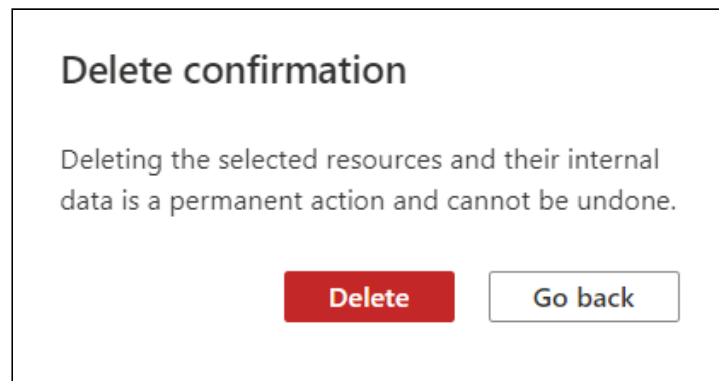 Delete confirmation
Deleting the selected resources and their internal
data is a permanent action and cannot be undone.
Delete
Go back